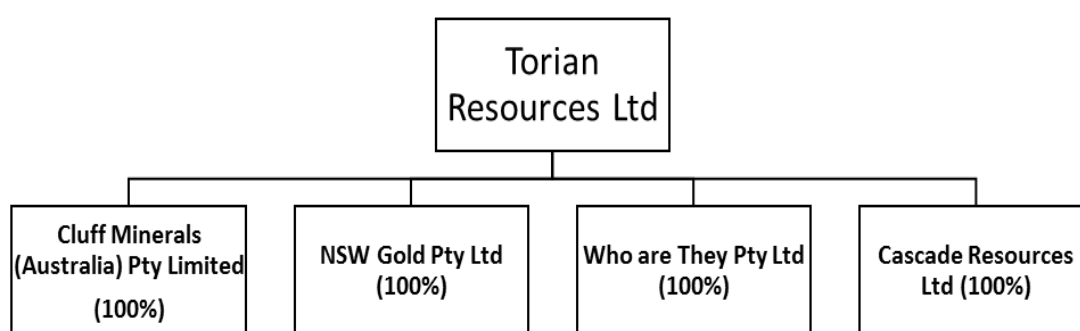 Torian
Resources Ltd
Cluff Minerals
(Australia) Pty Limited
(100%)
NSW Gold Pty Ltd
(100%)
Who are They Pty Ltd
(100%)
Cascade Resources
Ltd (100%)